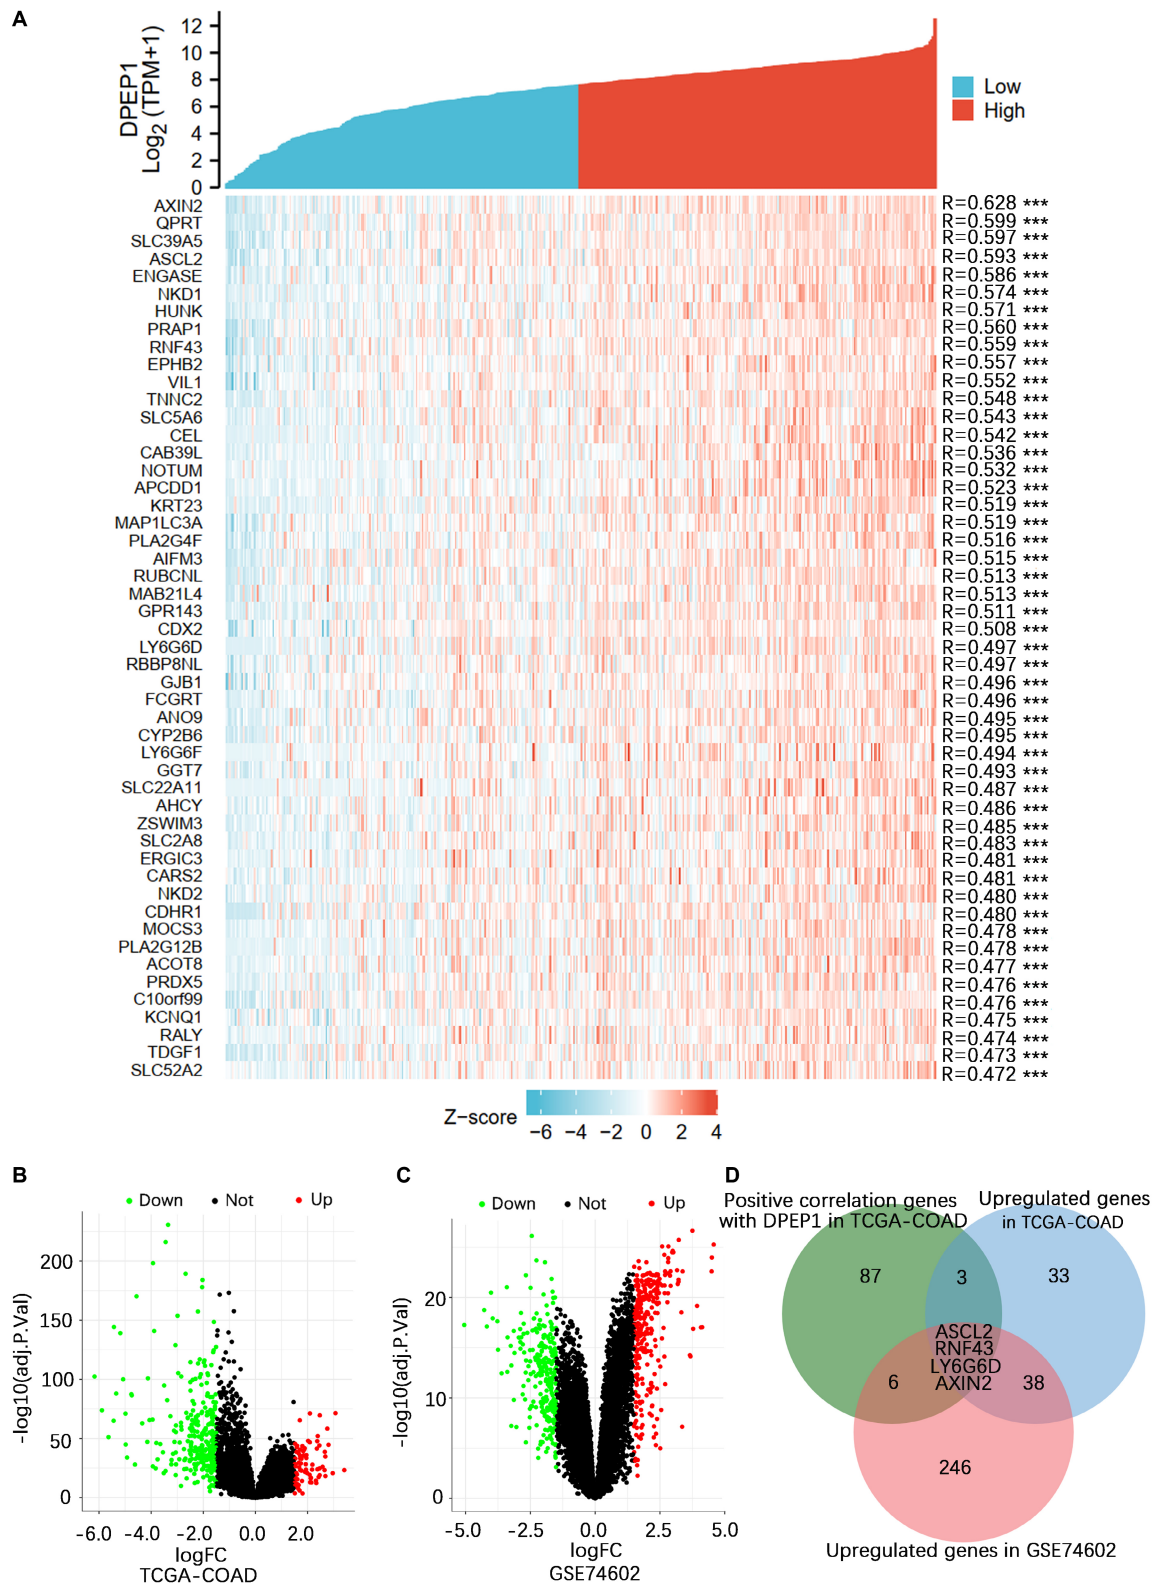 A
DPEP1
Log2 (TPM+1)
12
10
8
6
4
2
0
Low
High
AXIN2 R=0.628 ***
QPRT R=0.599 ***
SLC39A5 R=0.597 ***
ASCL2 R=0.593 ***
ENGASE R=0.586 ***
NKD1 R=0.574 ***
HUNK R=0.571 ***
PRAP1 R=0.560 ***
RNF43 R=0.559 ***
EPHB2 R=0.557 ***
VIL1 R=0.552 ***
TNNC2 R=0.548 ***
SLC5A6 R=0.543 ***
CEL R=0.542 ***
CAB39L R=0.536 ***
NOTUM R=0.532 ***
APCDD1 R=0.523 ***
KRT23 R=0.519 ***
MAP1LC3A R=0.519 ***
PLA2G4F R=0.516 ***
AIFM3 R=0.515 ***
RUBCNL R=0.513 ***
MAB21L4 R=0.513 ***
GPR143 R=0.511 ***
CDX2 R=0.508 ***
LY6G6D R=0.497 ***
RBBP8NL R=0.497 ***
GJB1 R=0.496 ***
FCGRT R=0.496 ***
ANO9 R=0.495 ***
CYP2B6 R=0.495 ***
LY6G6F R=0.494 ***
GGT7 R=0.493 ***
SLC22A11 R=0.487 ***
AHCY R=0.486 ***
ZSWIM3 R=0.485 ***
SLC2A8 R=0.483 ***
ERGIC3 R=0.481 ***
CARS2 R=0.481 ***
NKD2 R=0.480 ***
CDHR1 R=0.480 ***
MOCS3 R=0.478 ***
PLA2G12B R=0.478 ***
ACOT8 R=0.477 ***
PRDX5 R=0.476 ***
C10orf99 R=0.476 ***
KCNQ1 R=0.475 ***
RALY R=0.474 ***
TDGF1 R=0.473 ***
SLC52A2 R=0.472 ***
Z−score
−6 −4 −2 0 2 4
B
Down Not Up
-log10(adj.P.Val)
200
150
100
50
0
-6.0 -4.0 -2.0 0.0 2.0
logFC
TCGA-COAD
C
Down Not Up
-log10(adj.P.Val)
20
10
0
-5.0 -2.5 0.0 2.5 5.0
logFC
GSE74602
D
Positive correlation genes
with DPEP1 in TCGA-COAD
Upregulated genes
in TCGA-COAD
87 3 33
ASCL2
RNF43
LY6G6D
AXIN2
6 38
246
Upregulated genes in GSE74602